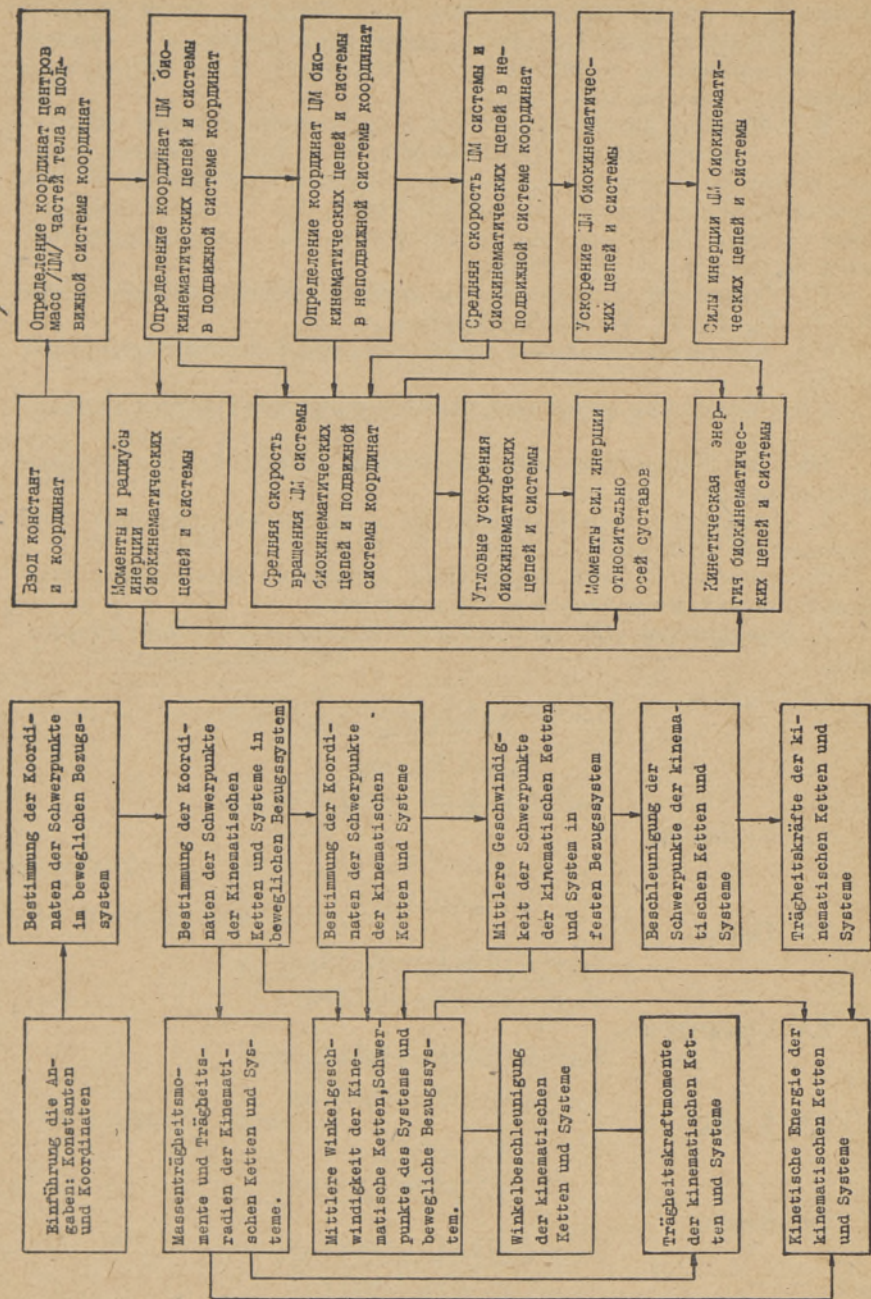 Ввод констант
и координат
Определение координат центров
масс /ЦМ/ частей тела в под-
вижной системе координат
Моменты и радиусы
инерции
биокинематических
цепей и системы
Определение координат ЦМ био-
кинематических цепей и системы
в подвижной системе координат
Средняя скорость
вращения ЦМ системы
биокинематических
цепей и подвижной
системы координат
Определение координат ЦМ био-
кинематических цепей и системы
в неподвижной системе координат
Угловые ускорения
биокинематических
цепей и системы
Средняя скорость ЦМ системы и
биокинематических цепей в не-
подвижной системе координат
Моменты сил инерции
относительно
осей суставов
Ускорение ЦМ биокинематичес-
ких цепей и системы
Кинетическая энер-
гия биокинематичес-
ких цепей и системы
Силы инерции ЦМ биокинемати-
ческих цепей и системы
Einführung die An-
gaben: Konstanten
und Koordinaten
Bestimmung der Koordi-
naten der Schwerpunkte
im beweglichen Bezugs-
system
Massenträgheitsmo-
mente und Trägheits-
radien der Kinemati-
schen Ketten und Sys-
teme.
Bestimmung der Koordi-
naten der Schwerpunkte
der Kinematischen
Ketten und Systeme in
beweglichen Bezugssystem
Mittlere Winkelgesch-
windigkeit der Kine-
matische Ketten,Schwer-
punkte des Systems und
bewegliche Bezugssys-
tem.
Bestimmung der Koordi-
naten der Schwerpunkte
der kinematischen
Ketten und Systeme
Winkelbeschleunigung
der kinematischen
Ketten und Systeme
Mittlere Geschwindig-
keit der Schwerpunkte
der kinematischen Ketten
und System in
festen Bezugssystem
Trägheitskraftmomente
der kinematischen Ket-
ten und Systeme
Beschleunigung der
Schwerpunkte der kinema-
tischen Ketten und
Systeme
Kinetische Energie der
kinematischen Ketten
und Systeme
Trägheitskräfte der ki-
nematischen Ketten und
Systeme